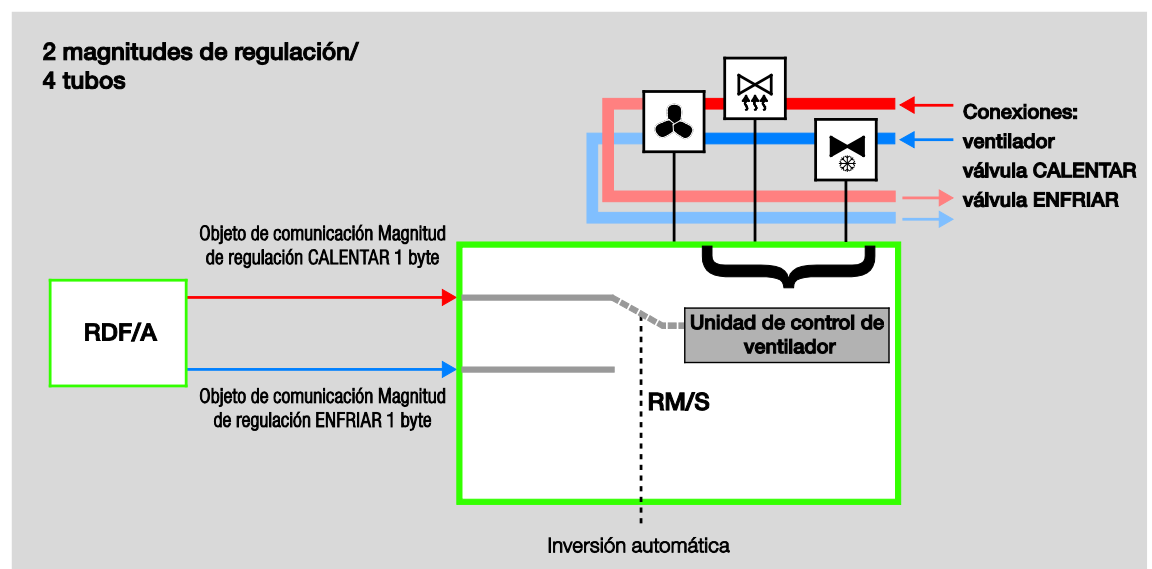 2 magnitudes de regulación/
4 tubos
Conexiones:
ventilador
válvula CALENTAR
válvula ENFRIAR
Objeto de comunicación Magnitud
de regulación CALENTAR 1 byte
RDF/A
Unidad de control de
ventilador
Objeto de comunicación Magnitud
de regulación ENFRIAR 1 byte
RM/S
Inversión automática